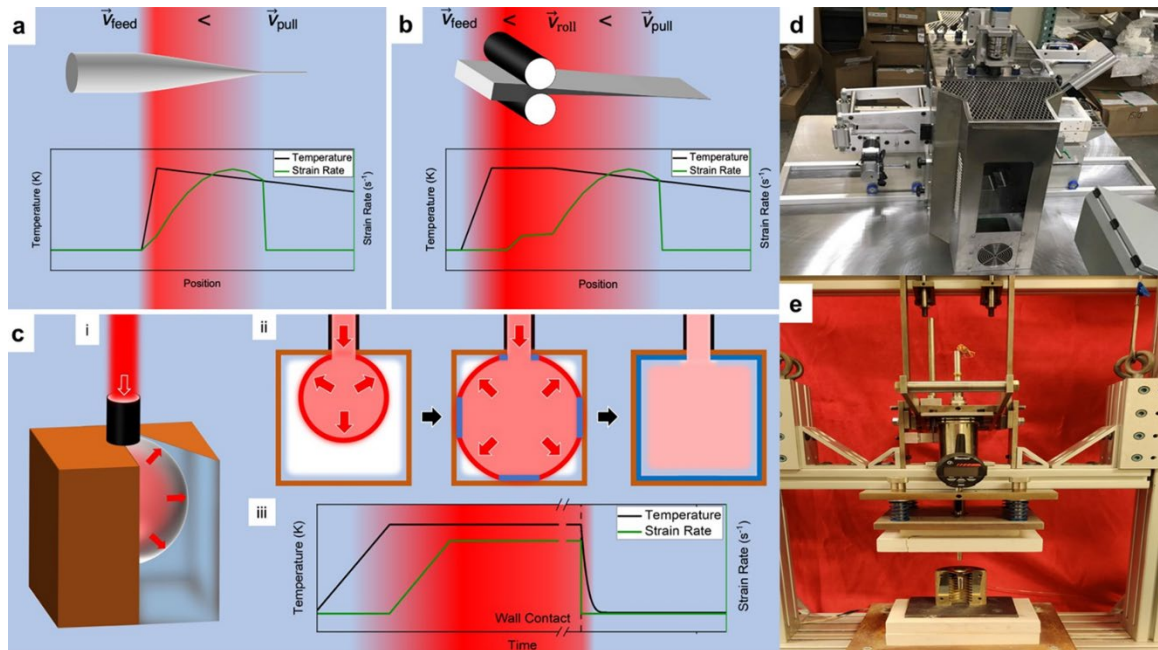 a
v⃗feed < v⃗pull
Temperature (K)
Temperature
Strain Rate
Strain Rate (s⁻¹)
Position
b
v⃗feed < v⃗roll < v⃗pull
Temperature (K)
Temperature
Strain Rate
Strain Rate (s⁻¹)
Position
c
i
ii
iii
Temperature (K)
Temperature
Strain Rate
Strain Rate (s⁻¹)
Wall Contact
Time
d
e